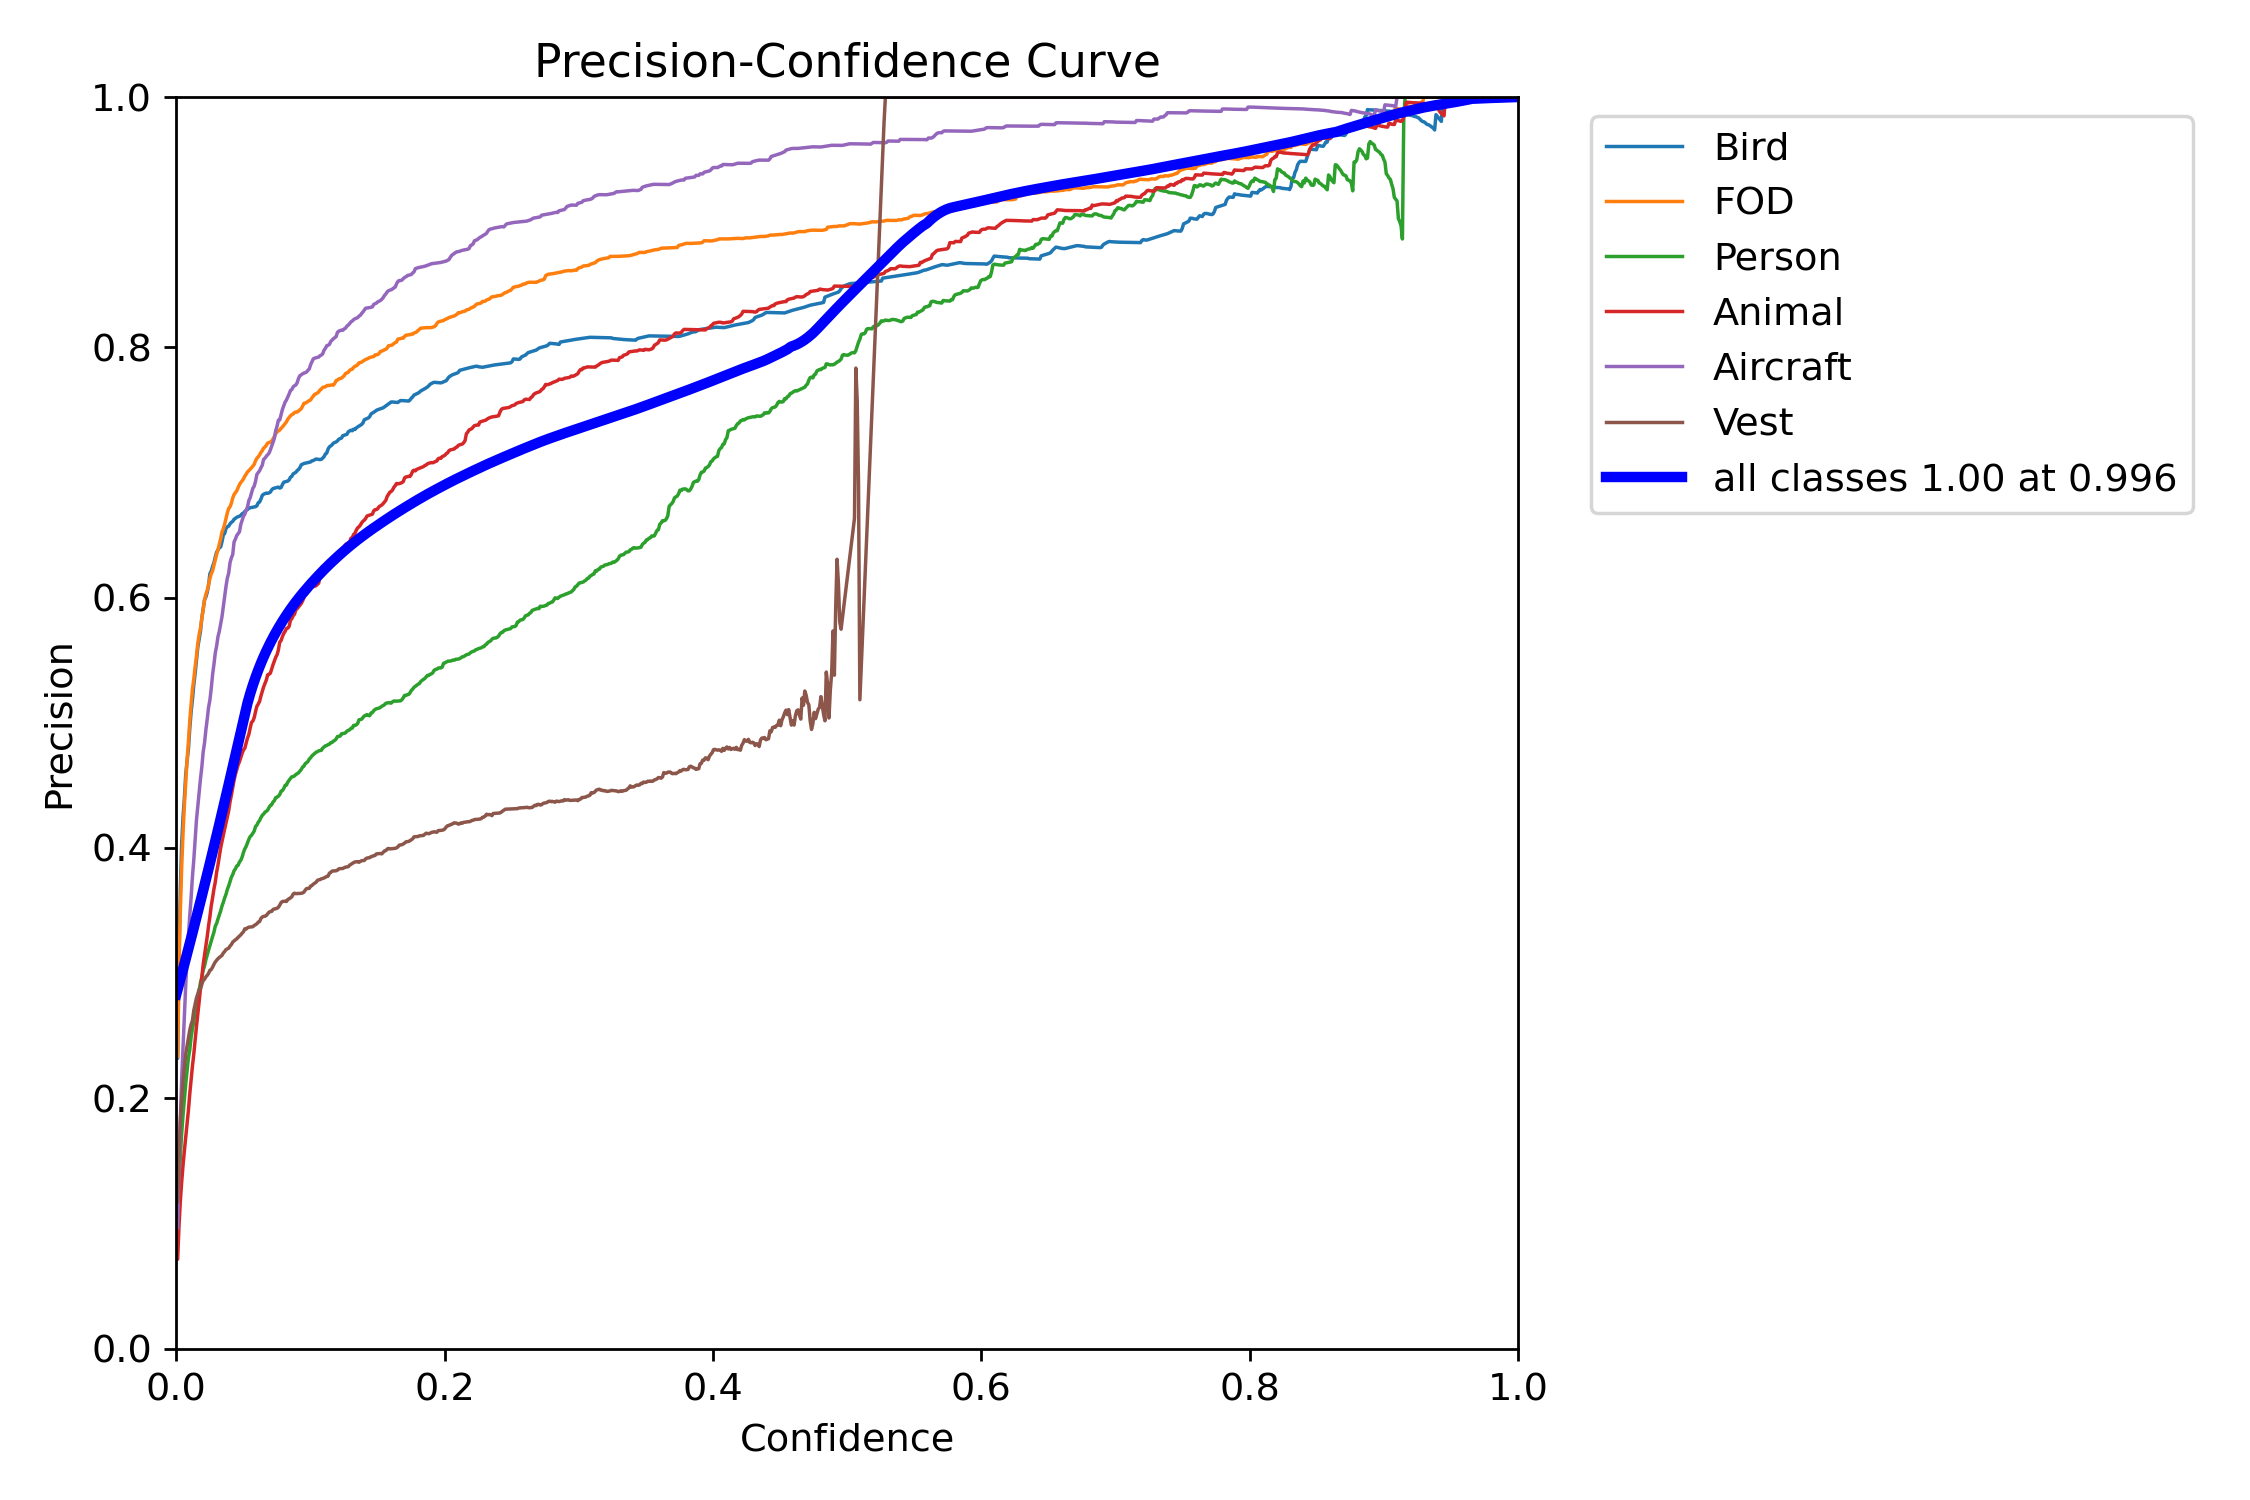 Precision-Confidence Curve
1.0
0.8
0.6
0.4
0.2
0.0
Precision
0.0 0.2 0.4 0.6 0.8 1.0
Confidence
Bird
FOD
Person
Animal
Aircraft
Vest
all classes 1.00 at 0.996